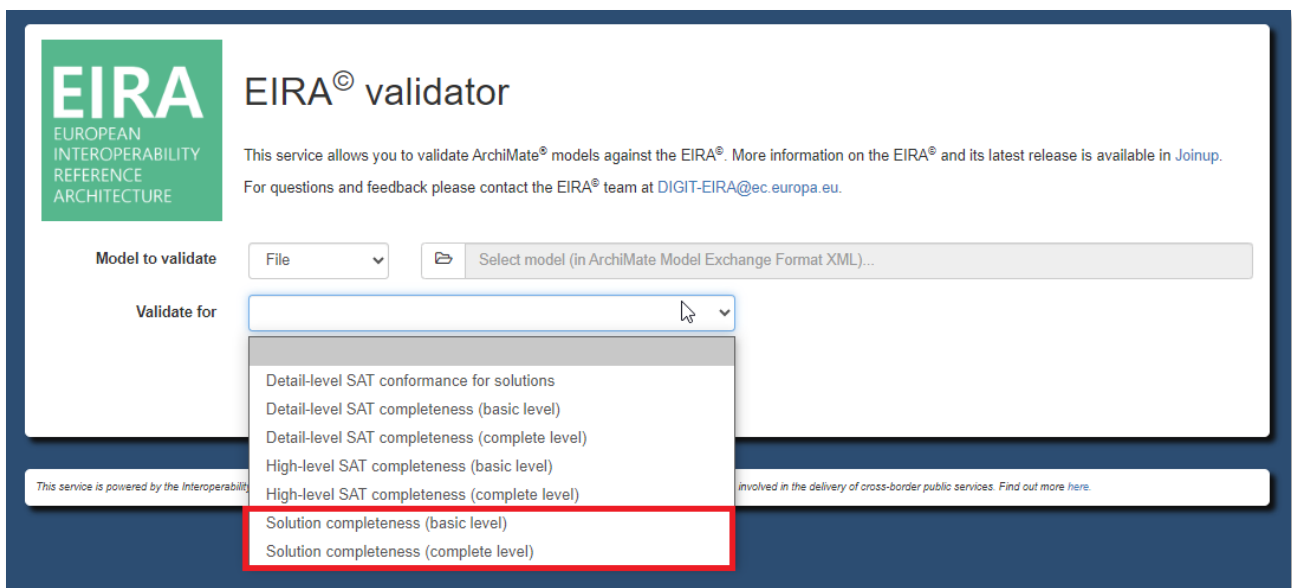 EIRA
EUROPEAN
INTEROPERABILITY
REFERENCE
ARCHITECTURE
EIRA© validator
This service allows you to validate ArchiMate® models against the EIRA©. More information on the EIRA© and its latest release is available in Joinup.
For questions and feedback please contact the EIRA© team at DIGIT-EIRA@ec.europa.eu.
Model to validate
File
Select model (in ArchiMate Model Exchange Format XML)...
Validate for
Detail-level SAT conformance for solutions
Detail-level SAT completeness (basic level)
Detail-level SAT completeness (complete level)
High-level SAT completeness (basic level)
High-level SAT completeness (complete level)
Solution completeness (basic level)
Solution completeness (complete level)
This service is powered by the Interoperability involved in the delivery of cross-border public services. Find out more here.